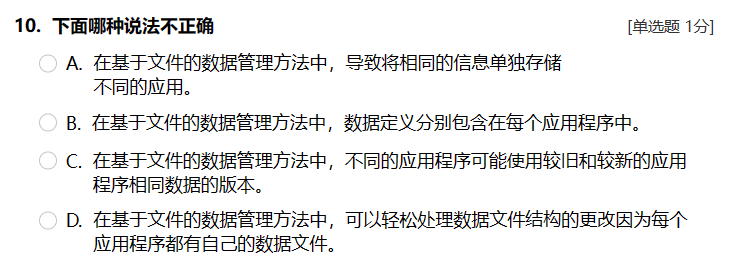 10. 下面哪种说法不正确 [单选题 1分]
A. 在基于文件的数据管理方法中，导致将相同的信息单独存储
不同的应用。
B. 在基于文件的数据管理方法中，数据定义分别包含在每个应用程序中。
C. 在基于文件的数据管理方法中，不同的应用程序可能使用较旧和较新的应用
程序相同数据的版本。
D. 在基于文件的数据管理方法中，可以轻松处理数据文件结构的更改因为每个
应用程序都有自己的数据文件。